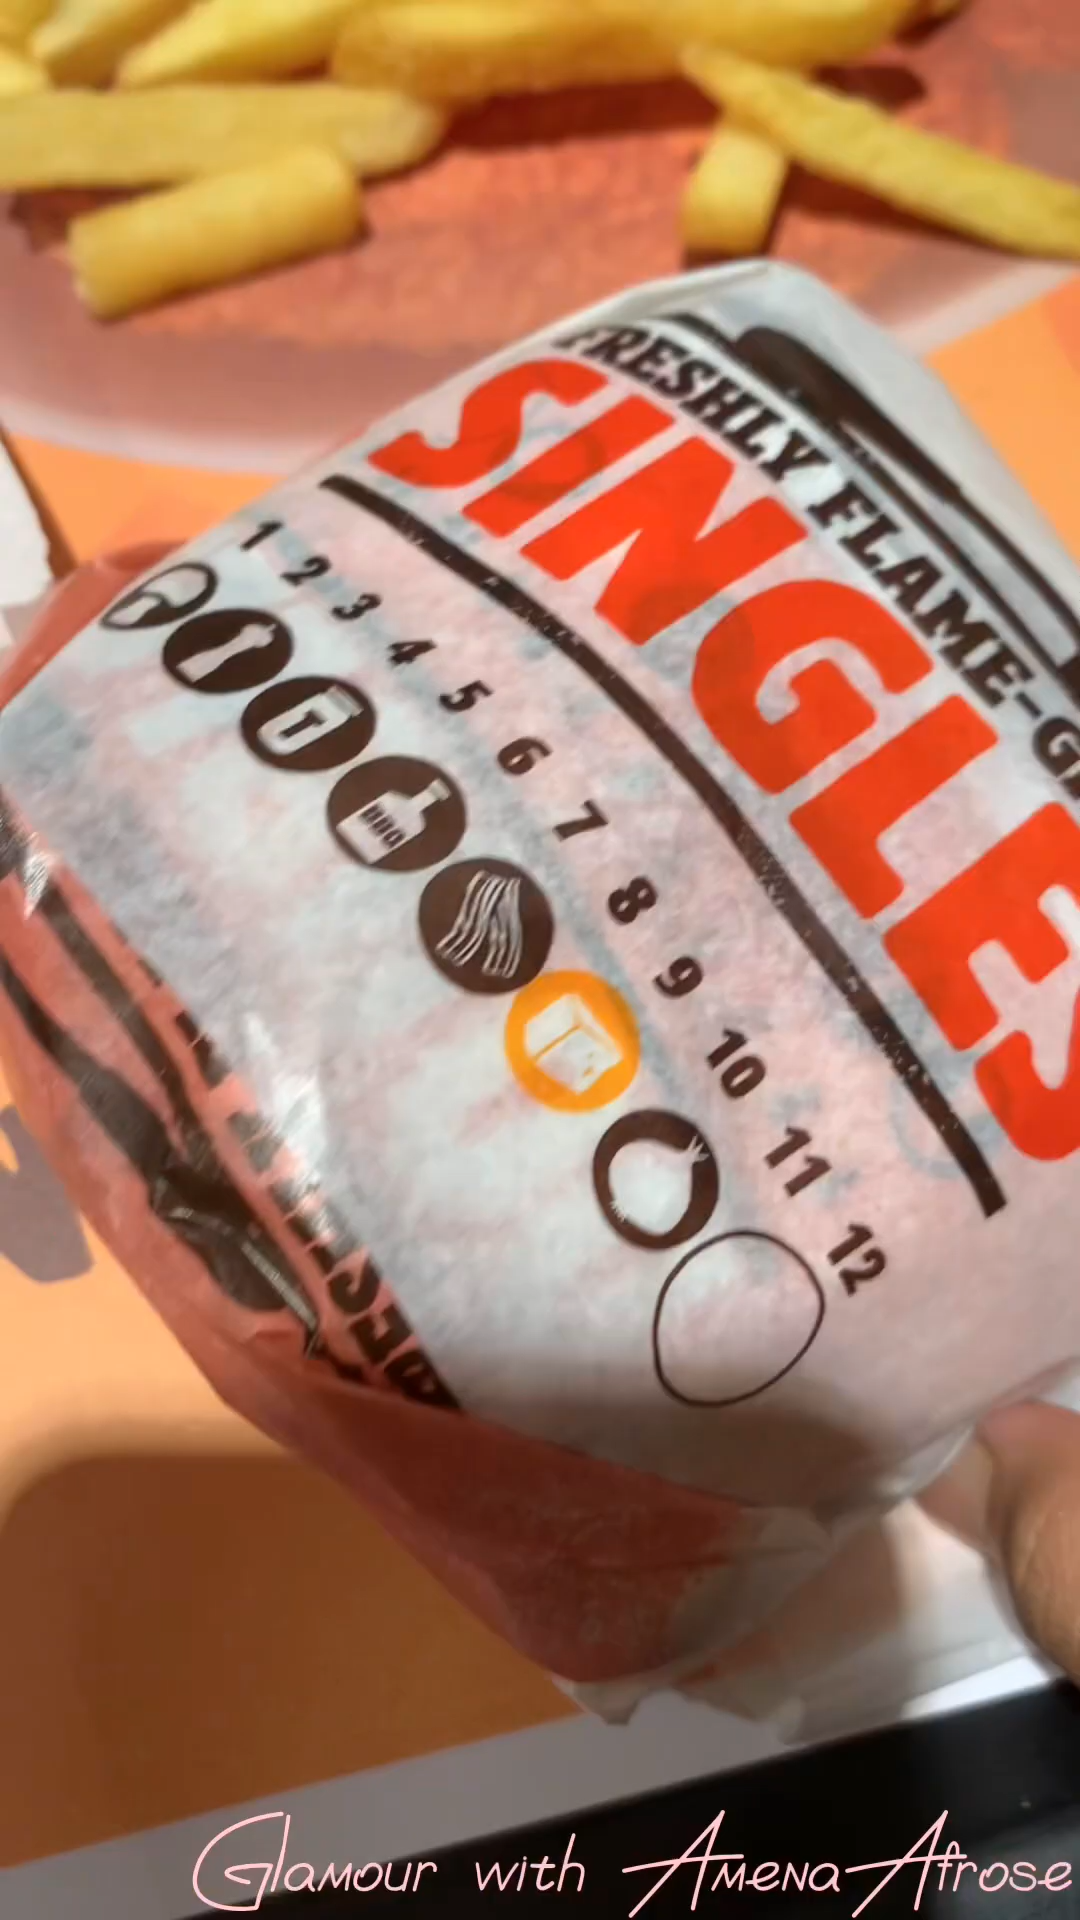 FRESHLY FLAME-G
SINGLES
1 2 3 4 5 6 7 8 9 10 11 12
T
BBQ
Glamour with Amena Afrose